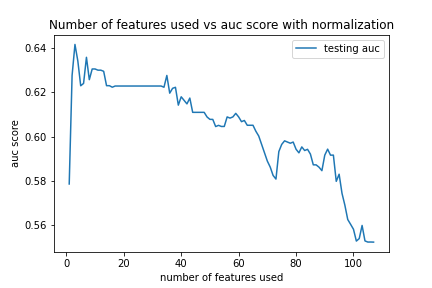 Number of features used vs auc score with normalization
testing auc
auc score
0.64
0.62
0.60
0.58
0.56
0
20
40
60
80
100
number of features used